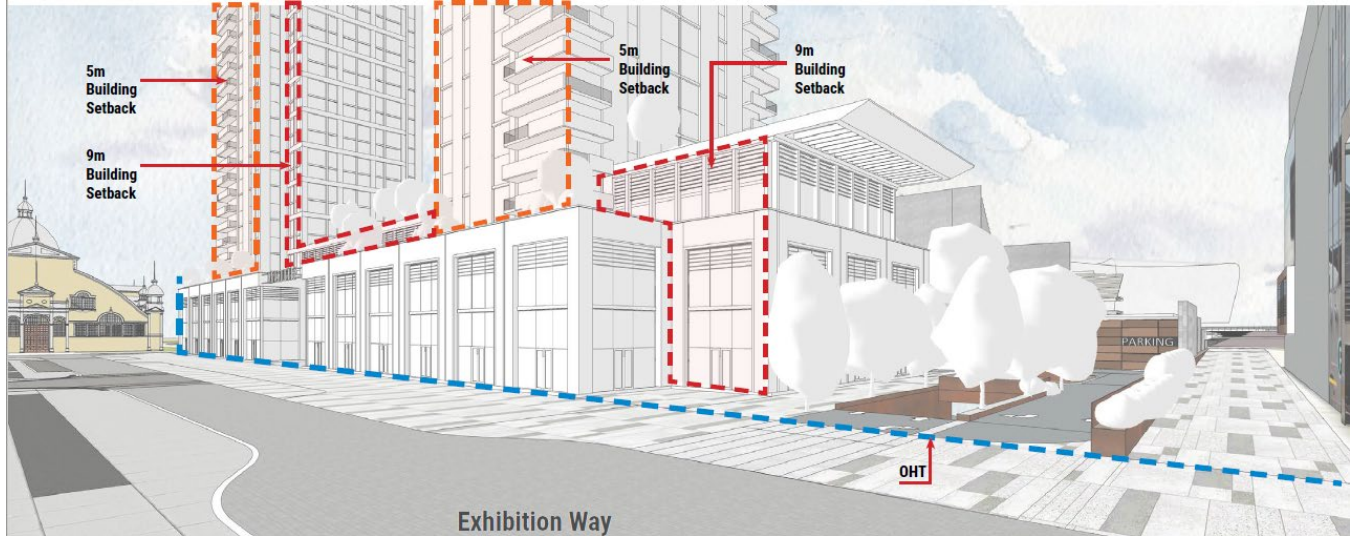 5m
Building
Setback
9m
Building
Setback
5m
Building
Setback
9m
Building
Setback
PARKING
OHT
Exhibition Way